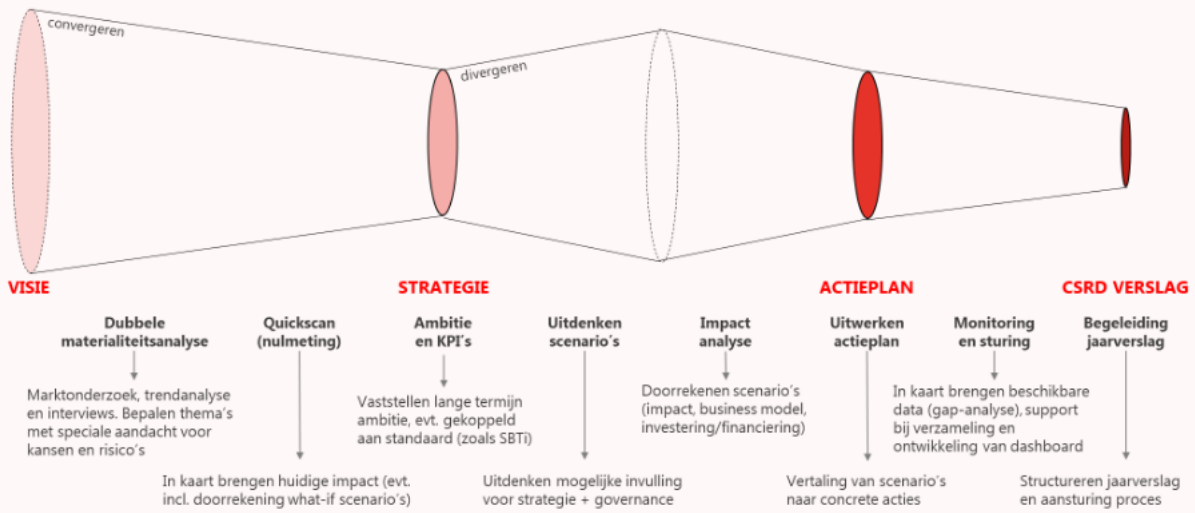 convergeren
divergeren
VISIE
STRATEGIE
ACTIEPLAN
CSRD VERSLAG
Dubbele
materialiteitsanalyse
Marktonderzoek, trendanalyse
en interviews. Bepalen thema's
met speciale aandacht voor
kansen en risico's
Quickscan
(nulmeting)
In kaart brengen huidige impact (evt.
incl. doorrekening what-if scenario's)
Ambitie
en KPI's
Vaststellen lange termijn
ambitie, evt. gekoppeld
aan standaard (zoals SBTi)
Uitdenken
scenario's
Uitdenken mogelijke invulling
voor strategie + governance
Impact
analyse
Doorrekenen scenario's
(impact, business model,
investering/financiering)
Uitwerken
actieplan
Vertaling van scenario's
naar concrete acties
Monitoring
en sturing
In kaart brengen beschikbare
data (gap-analyse), support
bij verzameling en
ontwikkeling van dashboard
Begeleiding
jaarverslag
Structureren jaarverslag
en aansturing proces